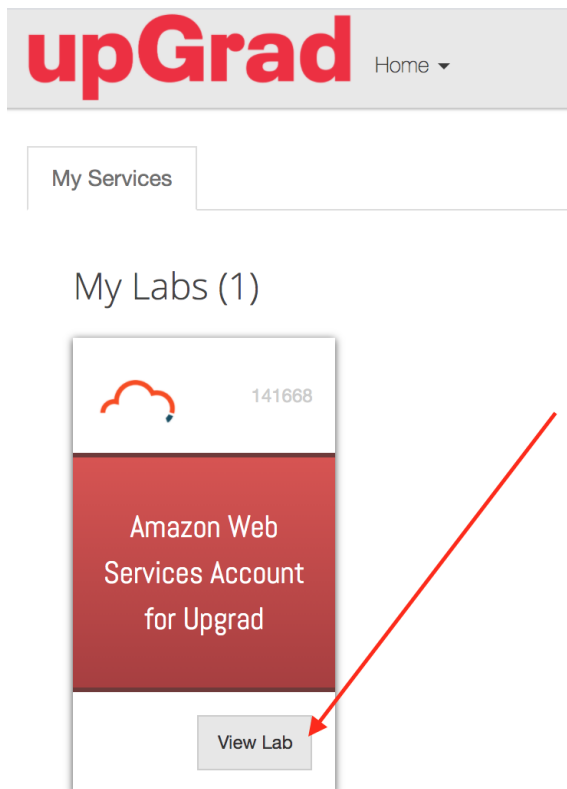 upGrad Home
My Services
My Labs (1)
141668
Amazon Web
Services Account
for Upgrad
View Lab